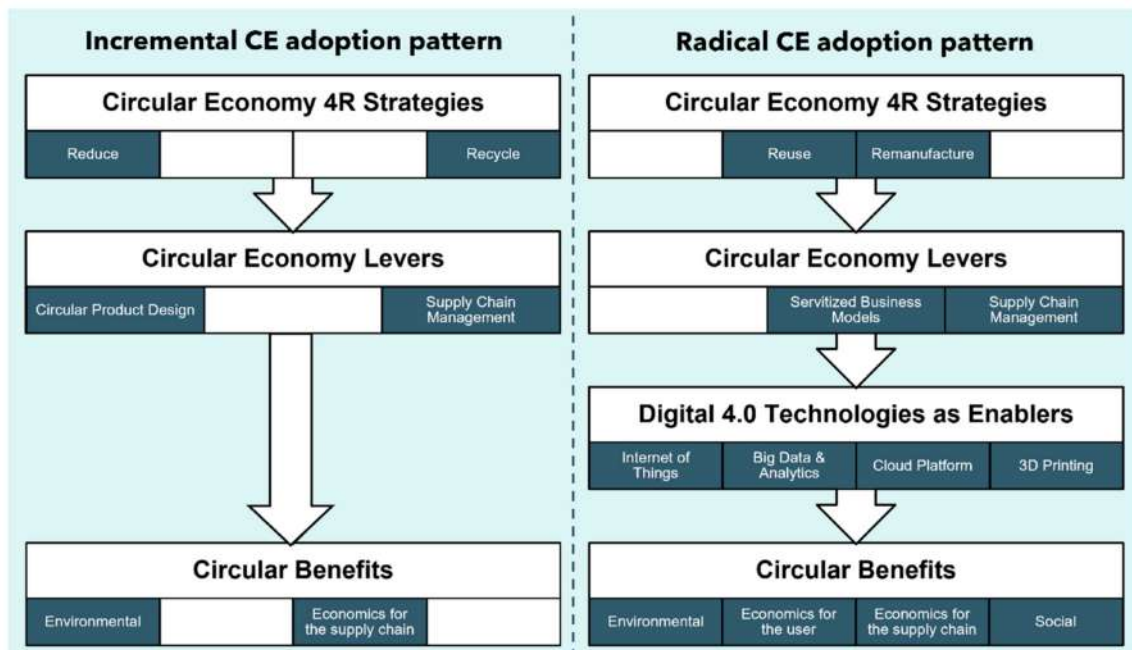 Incremental CE adoption pattern
Circular Economy 4R Strategies
Reduce
Recycle
Circular Economy Levers
Circular Product Design
Supply Chain
Management
Circular Benefits
Environmental
Economics for
the supply chain
Radical CE adoption pattern
Circular Economy 4R Strategies
Reuse
Remanufacture
Circular Economy Levers
Servitized Business
Models
Supply Chain
Management
Digital 4.0 Technologies as Enablers
Internet of
Things
Big Data &
Analytics
Cloud Platform
3D Printing
Circular Benefits
Environmental
Economics for
the user
Economics for
the supply chain
Social